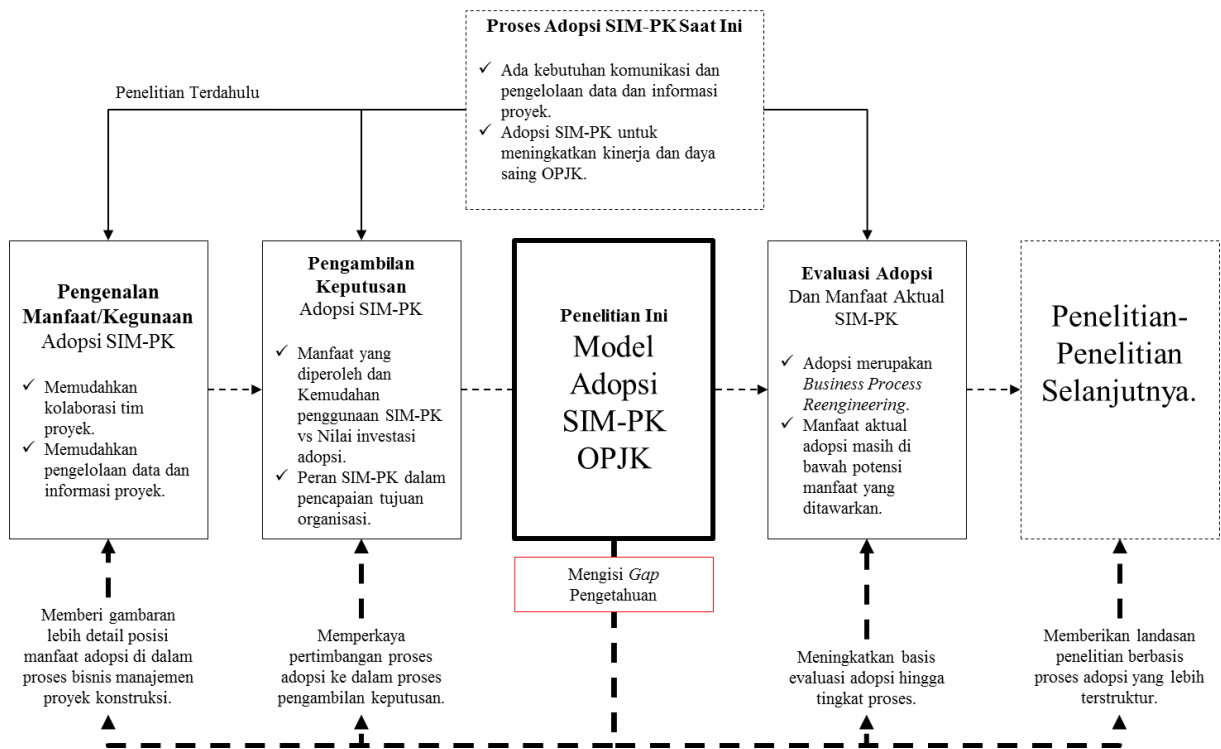 Proses Adopsi SIM-PK Saat Ini
✓ Ada kebutuhan komunikasi dan
pengelolaan data dan informasi
proyek.
✓ Adopsi SIM-PK untuk
meningkatkan kinerja dan daya
saing OPJK.
Penelitian Terdahulu
Pengenalan
Manfaat/Kegunaan
Adopsi SIM-PK
✓ Memudahkan
kolaborasi tim
proyek.
✓ Memudahkan
pengelolaan data dan
informasi proyek.
Pengambilan
Keputusan
Adopsi SIM-PK
✓ Manfaat yang
diperoleh dan
Kemudahan
penggunaan SIM-PK
vs Nilai investasi
adopsi.
✓ Peran SIM-PK dalam
pencapaian tujuan
organisasi.
Penelitian Ini
Model
Adopsi
SIM-PK
OPJK
Evaluasi Adopsi
Dan Manfaat Aktual
SIM-PK
✓ Adopsi merupakan
Business Process
Reengineering.
✓ Manfaat aktual
adopsi masih di
bawah potensi
manfaat yang
ditawarkan.
Penelitian-
Penelitian
Selanjutnya.
Mengisi Gap
Pengetahuan
Memberi gambaran
lebih detail posisi
manfaat adopsi di dalam
proses bisnis manajemen
proyek konstruksi.
Memperkaya
pertimbangan proses
adopsi ke dalam proses
pengambilan keputusan.
Meningkatkan basis
evaluasi adopsi hingga
tingkat proses.
Memberikan landasan
penelitian berbasis
proses adopsi yang lebih
terstruktur.